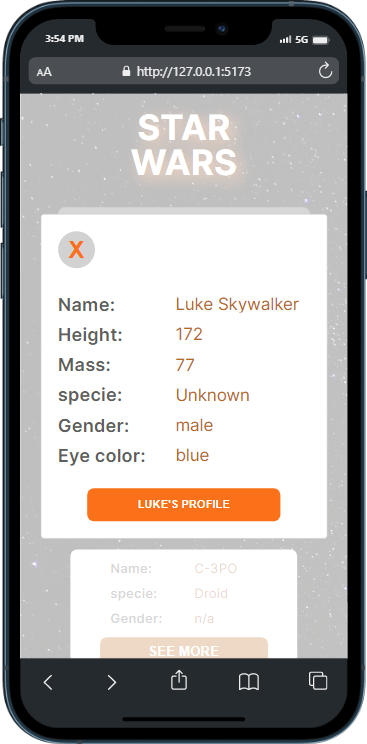 3:54 PM 5G
AA http://127.0.0.1:5173
STAR
WARS
X
Name: Luke Skywalker
Height: 172
Mass: 77
specie: Unknown
Gender: male
Eye color: blue
LUKE'S PROFILE
Name: C-3PO
specie: Droid
Gender: n/a
SEE MORE